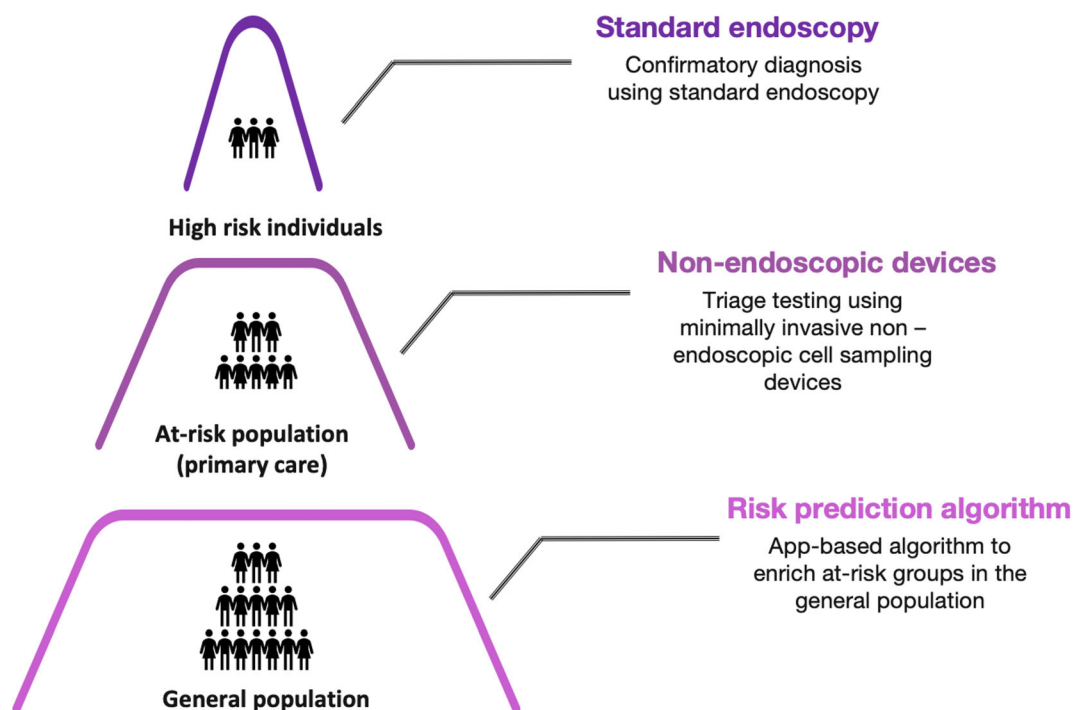 Standard endoscopy
Confirmatory diagnosis
using standard endoscopy
High risk individuals
Non-endoscopic devices
Triage testing using
minimally invasive non –
endoscopic cell sampling
devices
At-risk population
(primary care)
Risk prediction algorithm
App-based algorithm to
enrich at-risk groups in the
general population
General population